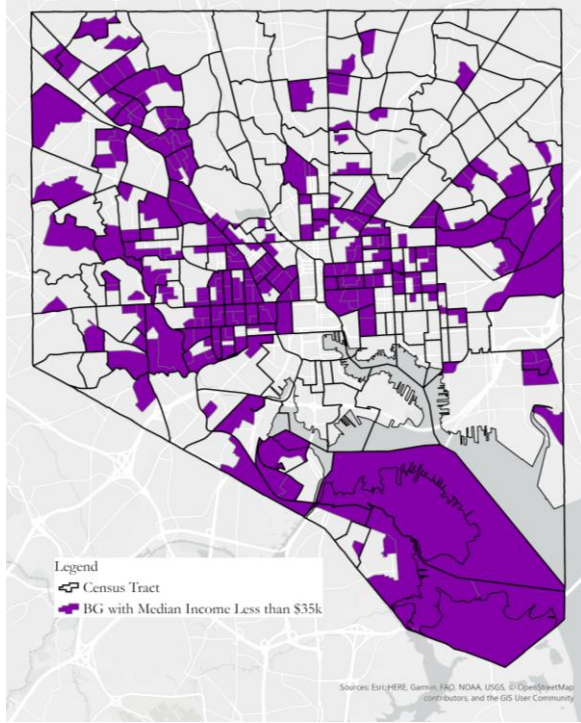 Legend
Census Tract
BG with Median Income Less than $35k
Sources: Esri, HERE, Garmin, FAO, NOAA, USGS, © OpenStreetMap
contributors, and the GIS User Community